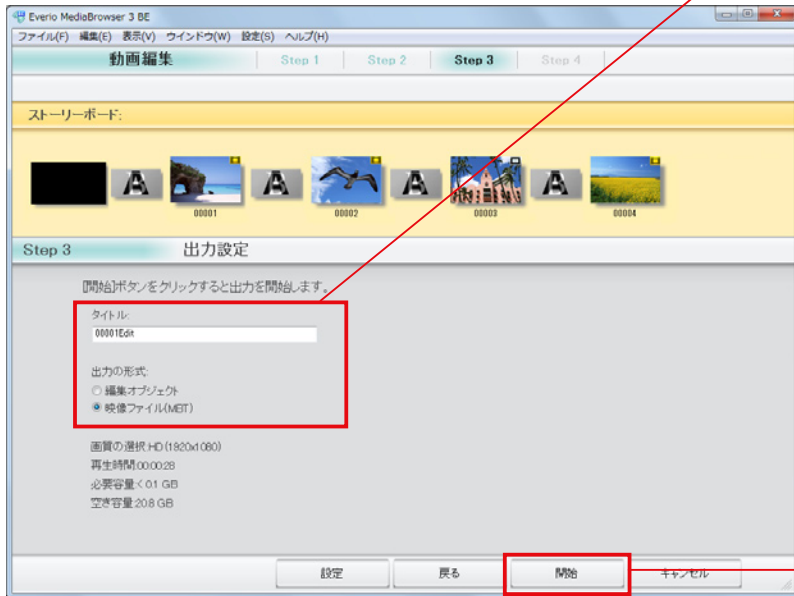 Everio MediaBrowser 3 BE
ファイル(F) 編集(E) 表示(V) ウインドウ(W) 設定(S) ヘルプ(H)
動画編集 Step 1 Step 2 Step 3 Step 4
ストーリーボード:
00001 00002 00003 00004
Step 3 出力設定
[開始]ボタンをクリックすると出力を開始します。
タイトル:
00001Edit
出力の形式:
編集オブジェクト
映像ファイル(MBT)
画質の選択:HD (1920x1080)
再生時間:00:00:28
必要容量:< 0.1 GB
空き容量:20.8 GB
設定 戻る 開始 キャンセル